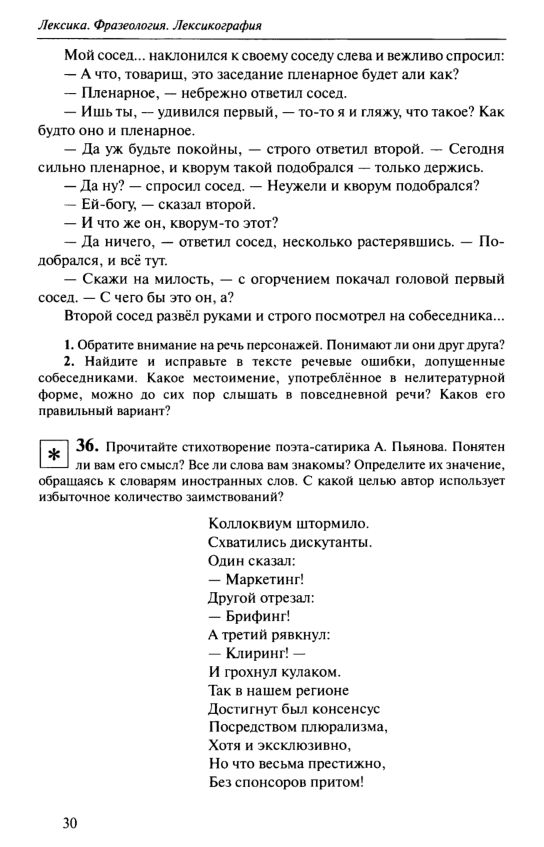 Лексика. Фразеология. Лексикография
Мой сосед... наклонился к своему соседу слева и вежливо спросил:
— А что, товарищ, это заседание пленарное будет али как?
— Пленарное, — небрежно ответил сосед.
— Ишь ты, — удивился первый, — то-то я и гляжу, что такое? Как
будто оно и пленарное.
— Да уж будьте покойны, — строго ответил второй. — Сегодня
сильно пленарное, и кворум такой подобрался — только держись.
— Да ну? — спросил сосед. — Неужели и кворум подобрался?
— Ей-богу, — сказал второй.
— И что же он, кворум-то этот?
— Да ничего, — ответил сосед, несколько растерявшись. — По-
добрался, и всё тут.
— Скажи на милость, — с огорчением покачал головой первый
сосед. — С чего бы это он, а?
Второй сосед развёл руками и строго посмотрел на собеседника...
1. Обратите внимание на речь персонажей. Понимают ли они друг друга?
2. Найдите и исправьте в тексте речевые ошибки, допущенные
собеседниками. Какое местоимение, употреблённое в нелитературной
форме, можно до сих пор слышать в повседневной речи? Каков его
правильный вариант?
* 36. Прочитайте стихотворение поэта-сатирика А. Пьянова. Понятен
ли вам его смысл? Все ли слова вам знакомы? Определите их значение,
обращаясь к словарям иностранных слов. С какой целью автор использует
избыточное количество заимствований?
Коллоквиум штормило.
Схватились дискутанты.
Один сказал:
— Маркетинг!
Другой отрезал:
— Брифинг!
А третий рявкнул:
— Клиринг! —
И грохнул кулаком.
Так в нашем регионе
Достигнут был консенсус
Посредством плюрализма,
Хотя и эксклюзивно,
Но что весьма престижно,
Без спонсоров притом!
30